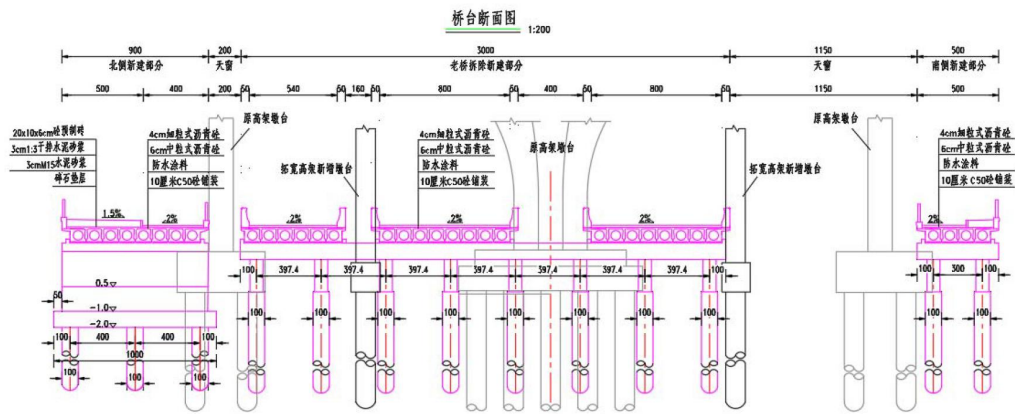 桥台断面图 1:200
900 200 3000 1150 500
北侧新建部分 天窗 老桥拆除新建部分 天窗 南侧新建部分
500 400 200 50 540 50 160 50 800 50 400 50 800 50 1150 500
原高架墩台 原高架墩台
20x10x6cm砼预制砖 4cm细粒式沥青砼 4cm细粒式沥青砼 4cm细粒式沥青砼
3cm1:3干拌水泥砂浆 6cm中粒式沥青砼 6cm中粒式沥青砼 原高架墩台 6cm中粒式沥青砼
3cmM15水泥砂浆 防水涂料 拓宽高架新增墩台 防水涂料 拓宽高架新增墩台 防水涂料
碎石垫层 10厘米C50砼铺装 10厘米C50砼铺装 10厘米C50砼铺装
1.5% 2% 2% 2% 2% 2%
100 397.4 397.4 397.4 397.4 397.4 397.4 397.4 100 100 300 100
0.5
50
-1.0
-2.0
100 100 100 100 100 100 100 100 100 100
100 400 400 100
1000
100 100 100